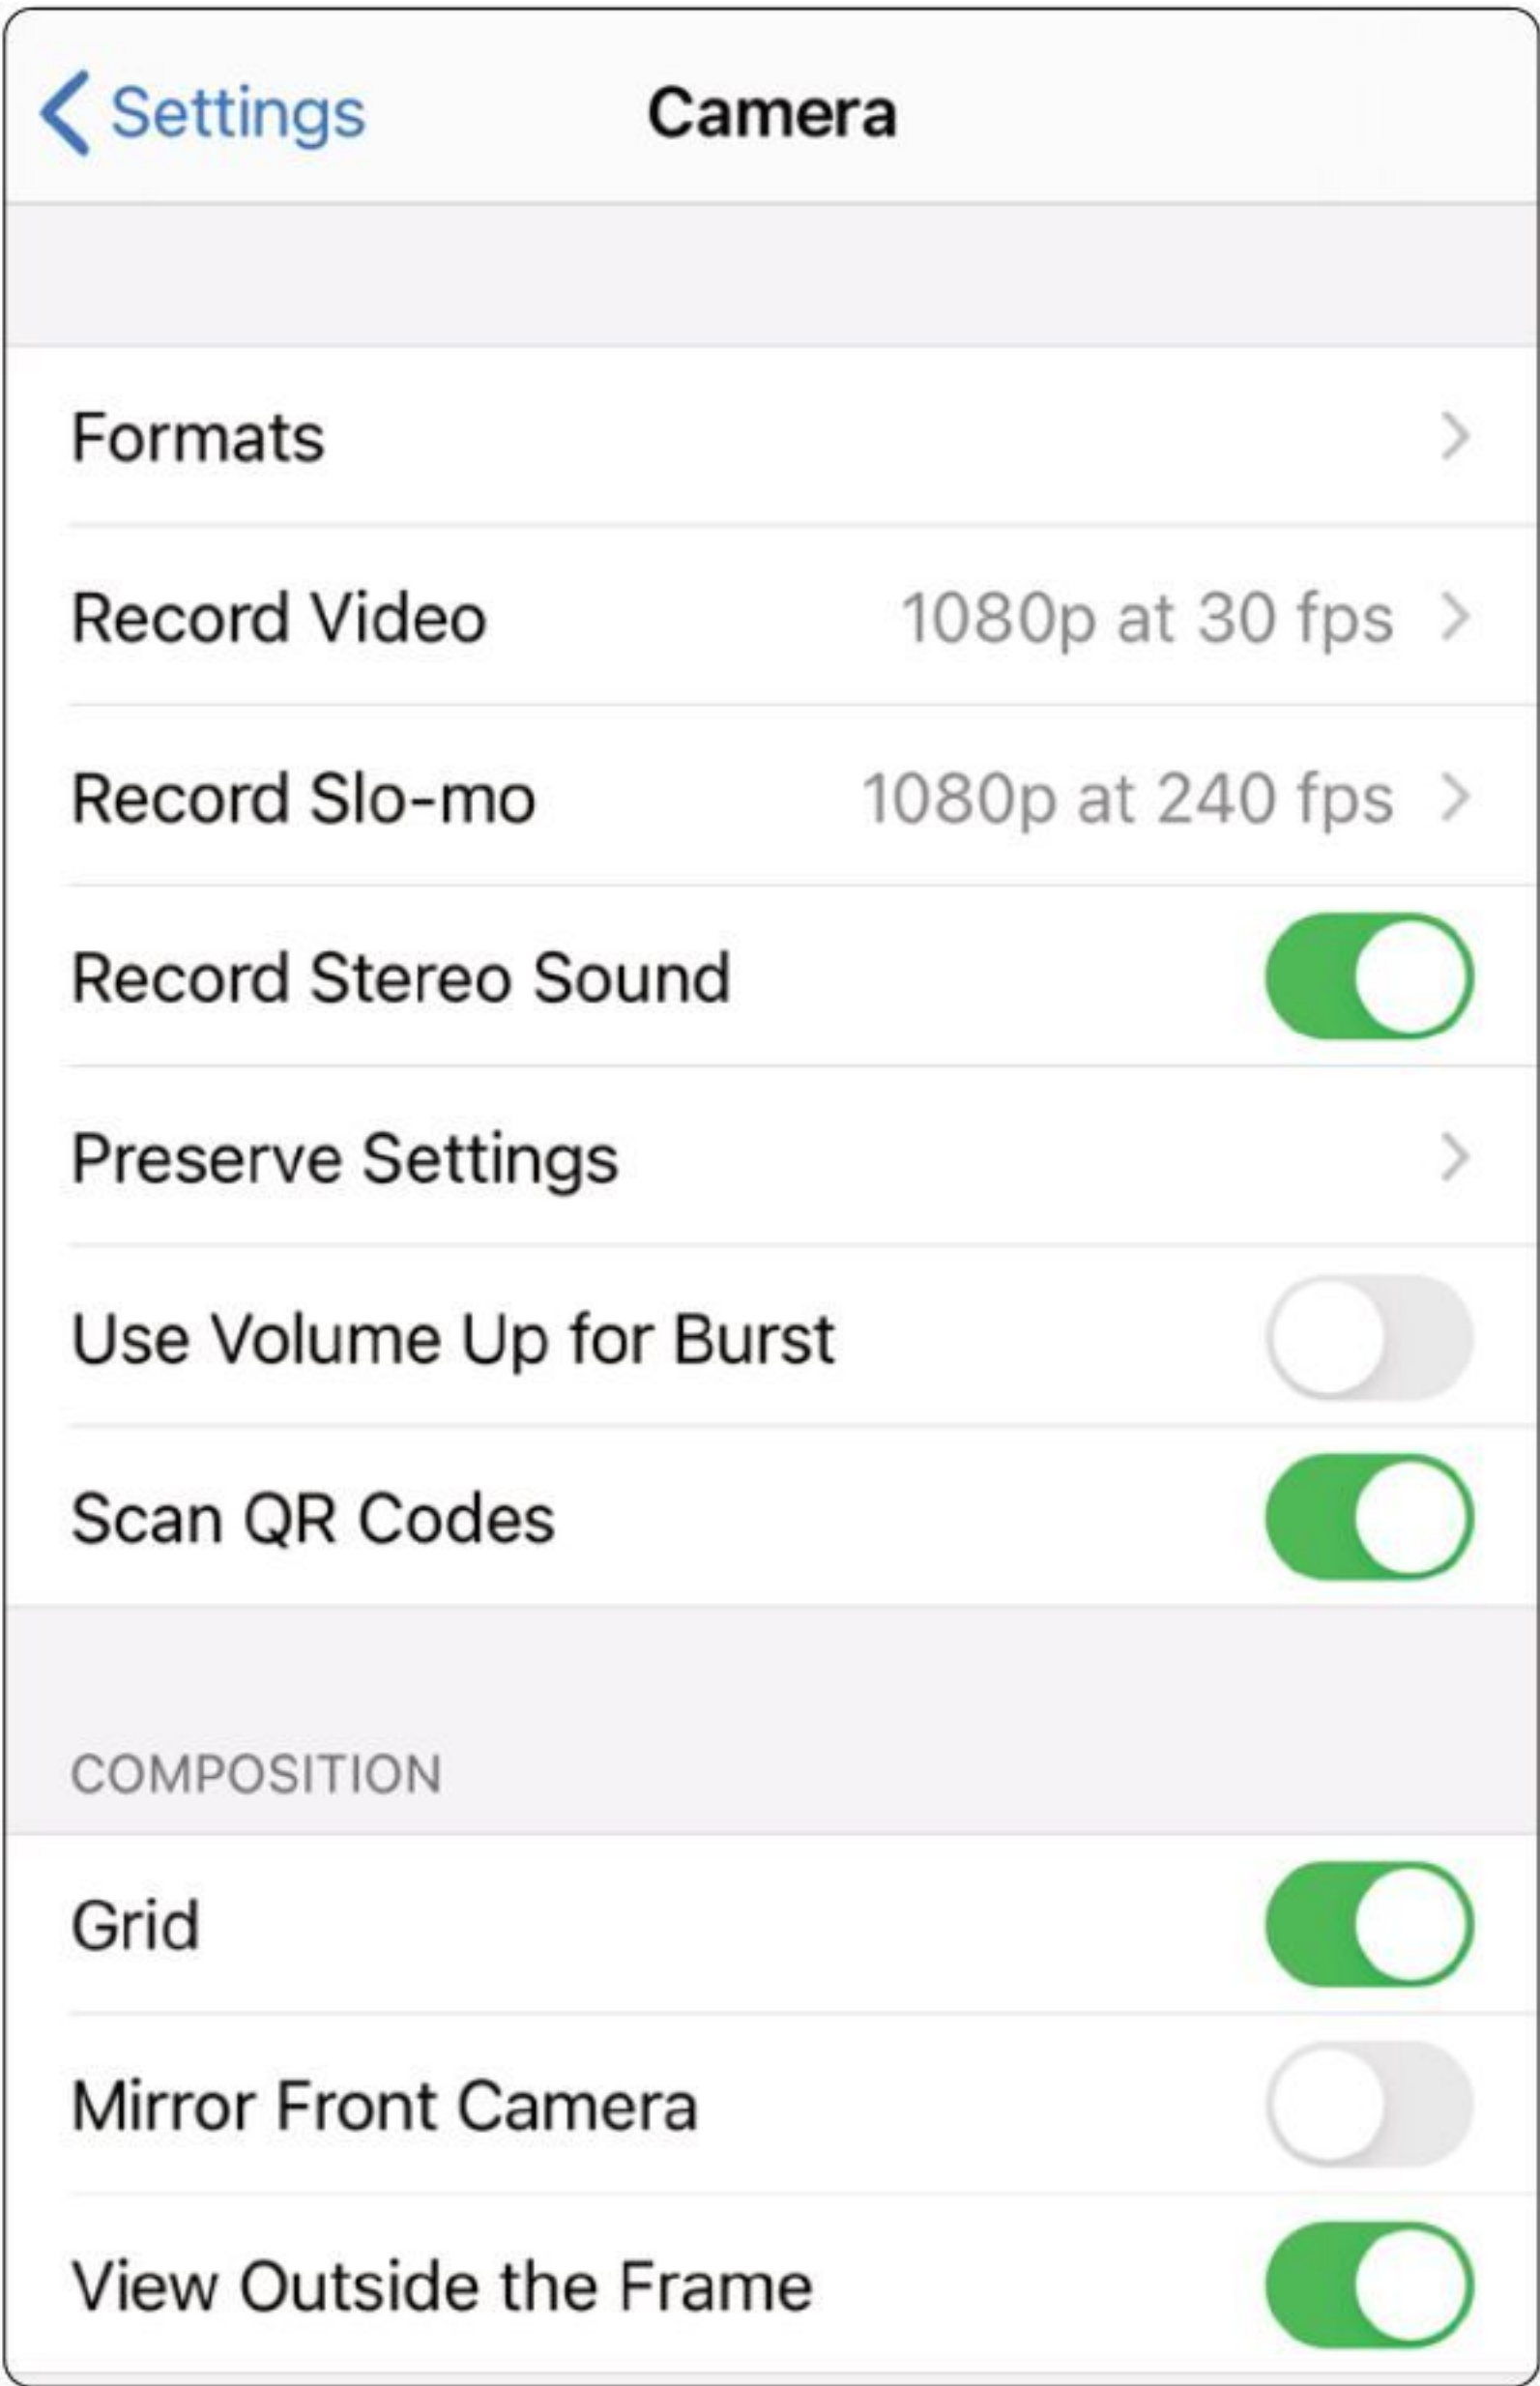 Settings
Camera
Formats
Record Video 1080p at 30 fps
Record Slo-mo 1080p at 240 fps
Record Stereo Sound
Preserve Settings
Use Volume Up for Burst
Scan QR Codes
COMPOSITION
Grid
Mirror Front Camera
View Outside the Frame